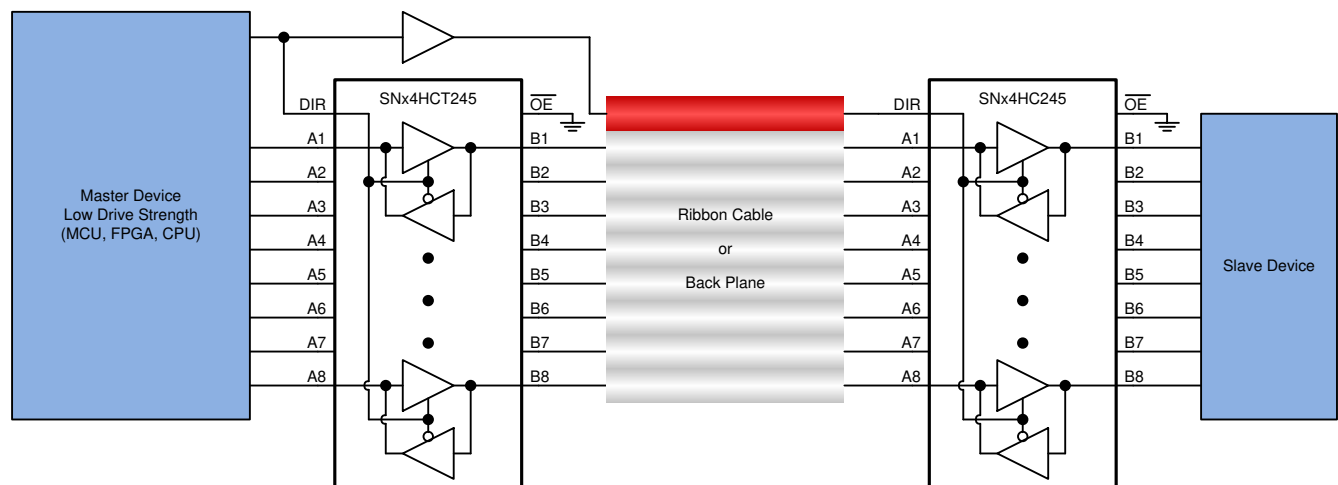 SNx4HCT245
SNx4HC245
DIR
OE
DIR
OE
A1
B1
A1
B1
A2
B2
A2
B2
Master Device
Low Drive Strength
(MCU, FPGA, CPU)
A3
B3
Ribbon Cable
or
Back Plane
A3
B3
A4
B4
A4
B4
Slave Device
A5
B5
A5
B5
A6
B6
A6
B6
A7
B7
A7
B7
A8
B8
A8
B8